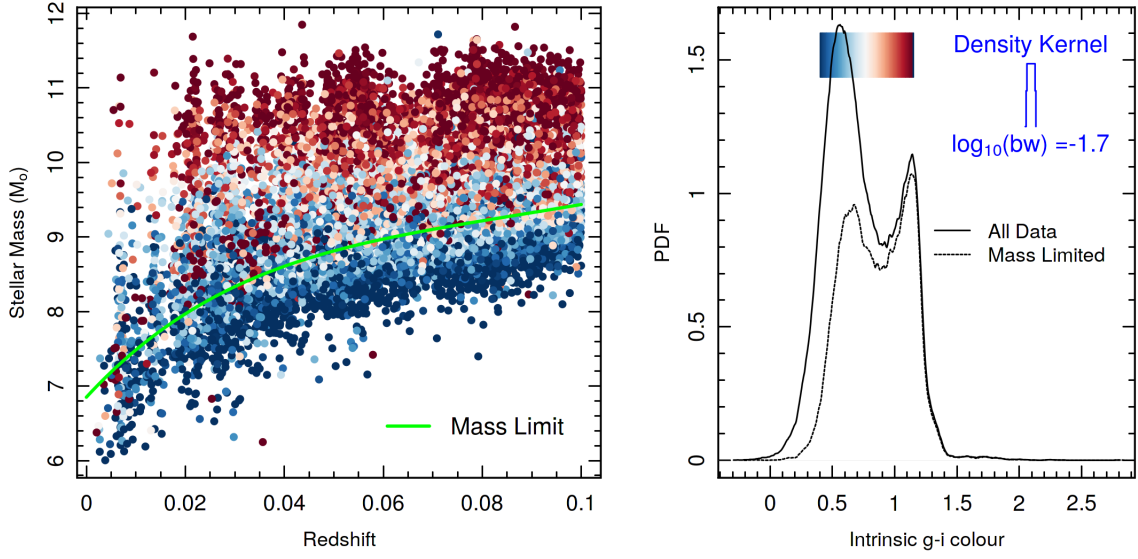 12
11
10
9
8
7
6
Stellar Mass (M₀)
0
0.02
0.04
0.06
0.08
0.1
Redshift
Mass Limit
1.5
1
0.5
0
PDF
0
0.5
1
1.5
2
2.5
Intrinsic g-i colour
Density Kernel
log₁₀(bw) =-1.7
All Data
Mass Limited